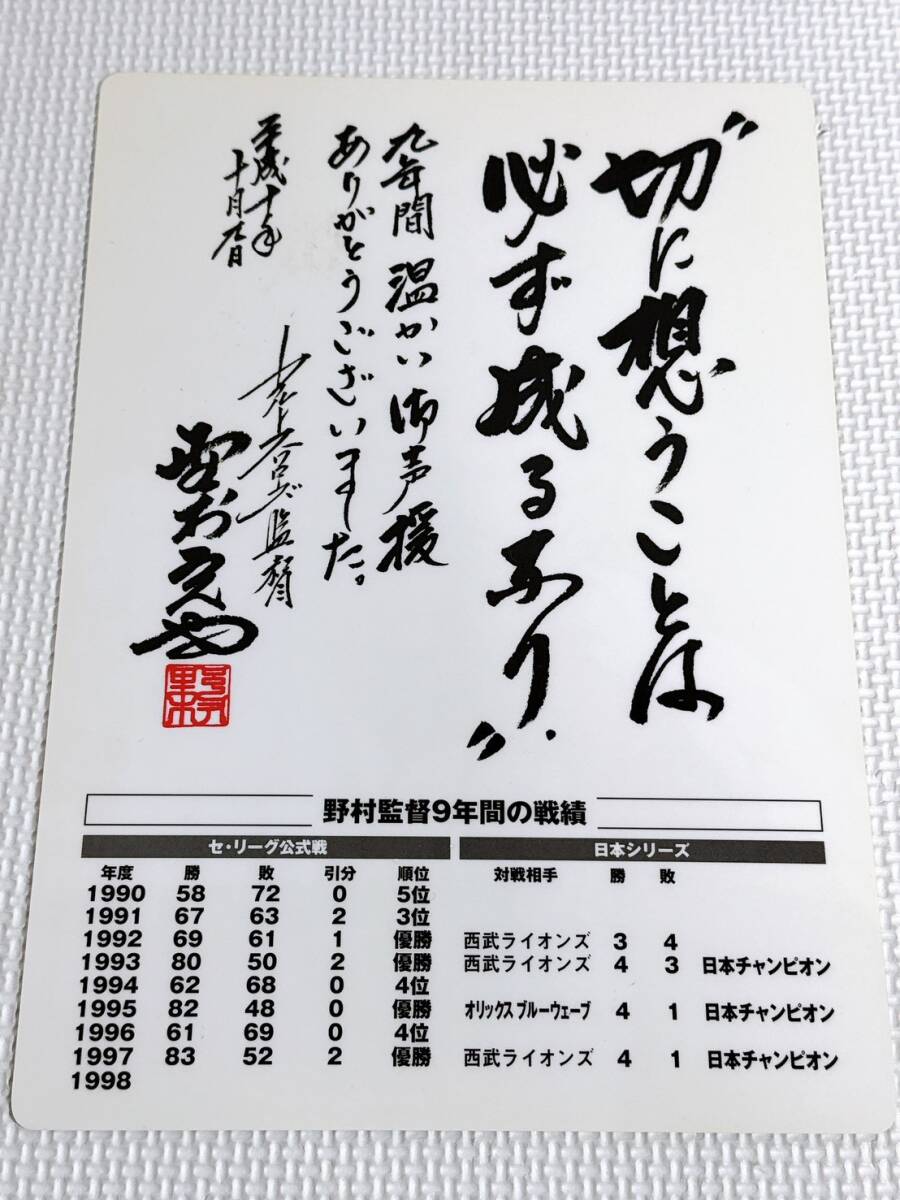 ”切に想うことは
必ず成るなり”.
九年間 温かい御声援
ありがとうございました。
平成十年
十月
ヤクルトスワローズ監督
野村克也
野村
野村監督9年間の戦績
セ・リーグ公式戦 日本シリーズ
年度 勝 敗 引分 順位 対戦相手 勝 敗
1990 58 72 0 5位
1991 67 63 2 3位
1992 69 61 1 優勝 西武ライオンズ 3 4
1993 80 50 2 優勝 西武ライオンズ 4 3 日本チャンピオン
1994 62 68 0 4位
1995 82 48 0 優勝 オリックスブルーウェーブ 4 1 日本チャンピオン
1996 61 69 0 4位
1997 83 52 2 優勝 西武ライオンズ 4 1 日本チャンピオン
1998